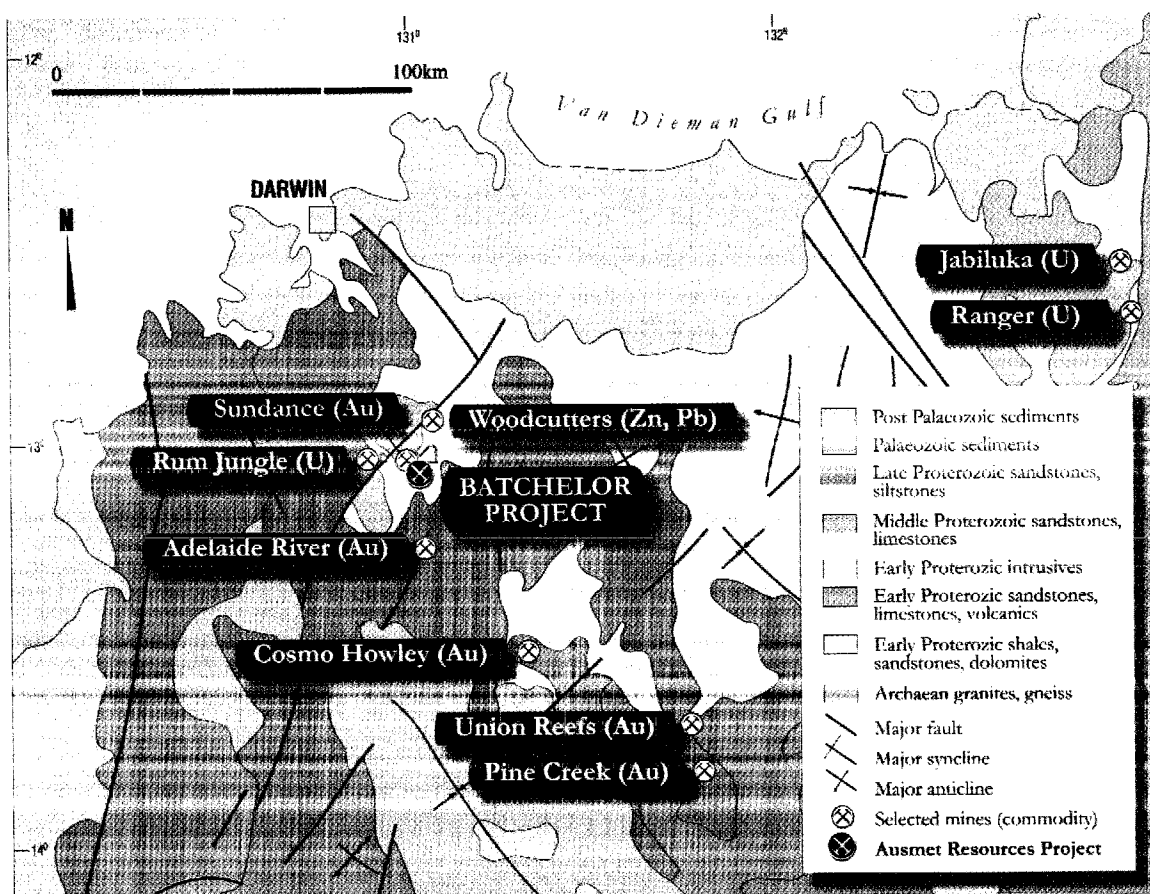 131°
132°
12°
0
100km
Van Dieman Gulf
DARWIN
N
Jabiluka (U)
Ranger (U)
Sundance (Au)
Woodcutters (Zn, Pb)
13°
Rum Jungle (U)
BATCHELOR
PROJECT
Adelaide River (Au)
Cosmo Howley (Au)
Union Reefs (Au)
Pine Creek (Au)
14°
Post Palaeozoic sediments
Palaeozoic sediments
Late Proterozoic sandstones,
siltstones
Middle Proterozoic sandstones,
limestones
Early Proterozic intrusives
Early Proterozic sandstones,
limestones, volcanics
Early Proterozic shales,
sandstones, dolomites
Archaean granites, gneiss
Major fault
Major syncline
Major anticline
Selected mines (commodity)
Ausmet Resources Project